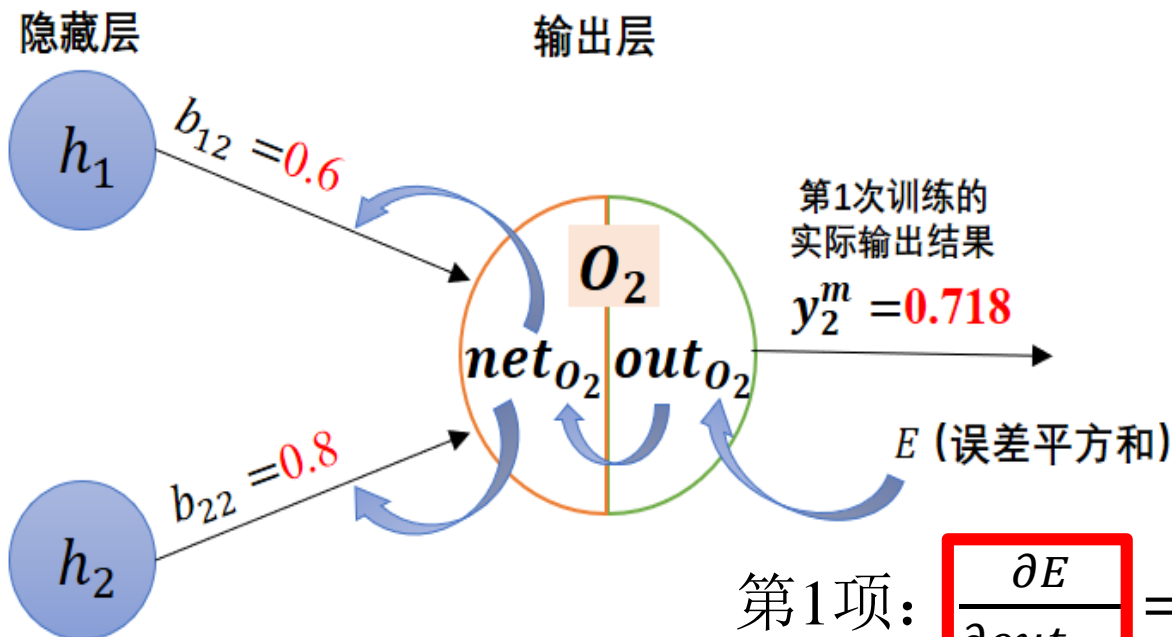 隐藏层
输出层
h₁
b₁₂ =0.6
第1次训练的
实际输出结果
O₂
y₂ᵐ =0.718
net_{O₂} out_{O₂}
E (误差平方和)
b₂₂ =0.8
h₂
第1项： ∂E =